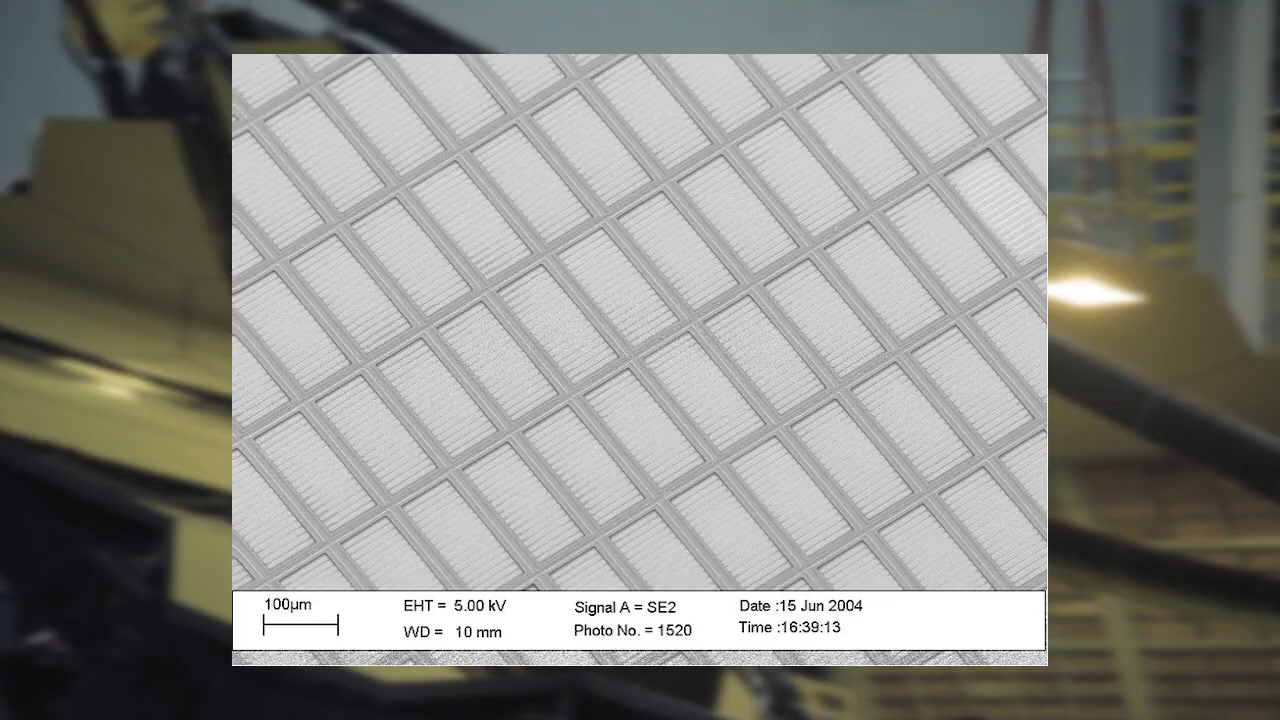 100µm EHT = 5.00 kV Signal A = SE2 Date :15 Jun 2004
WD = 10 mm Photo No. = 1520 Time :16:39:13